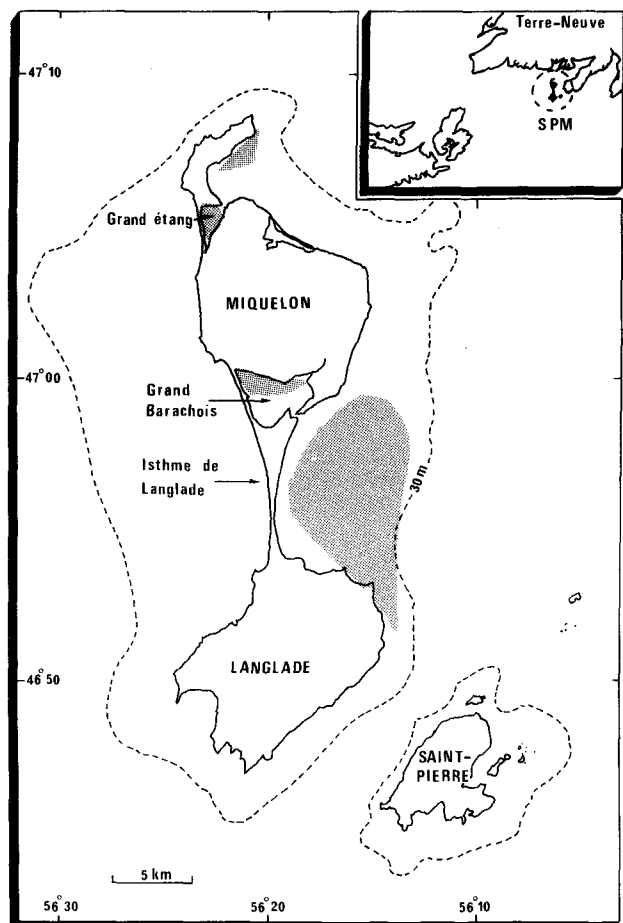 Terre-Neuve
SPM
47°10
Grand étang
MIQUELON
47°00
Grand
Barachois
Isthme de
Langlade
30 m
46°50
LANGLADE
SAINT-
PIERRE
5 km
56°30
56°20
56°10